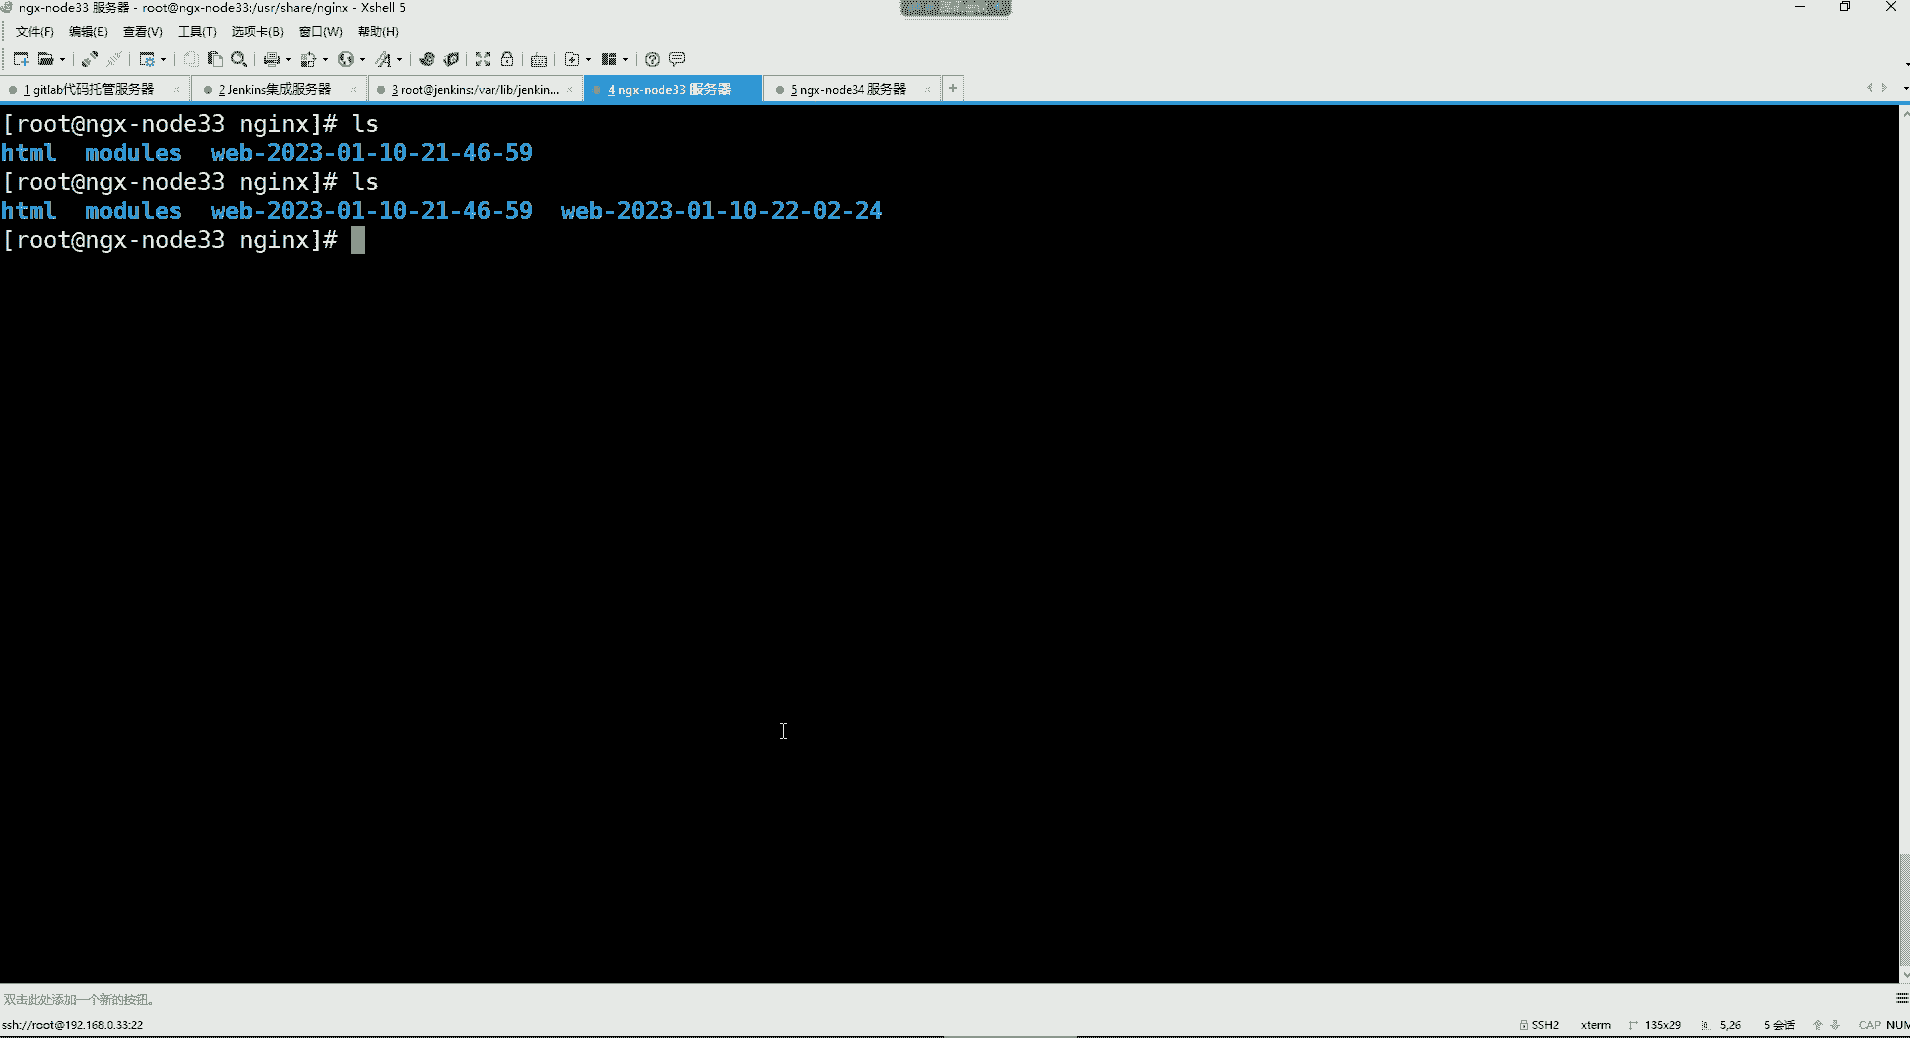 ngx-node33 服务器 - root@ngx-node33:/usr/share/nginx - Xshell 5
文件(F) 编辑(E) 查看(V) 工具(T) 选项卡(B) 窗口(W) 帮助(H)
1 gitlab代码托管服务器 2 Jenkins集成服务器 3 root@jenkins:/var/lib/jenkin... 4 ngx-node33 服务器 5 ngx-node34 服务器
[root@ngx-node33 nginx]# ls
html modules web-2023-01-10-21-46-59
[root@ngx-node33 nginx]# ls
html modules web-2023-01-10-21-46-59 web-2023-01-10-22-02-24
[root@ngx-node33 nginx]#
双击此处添加一个新的按钮。
ssh://root@192.168.0.33:22 SSH2 xterm 135x29 5,26 5 会话 CAP NUM